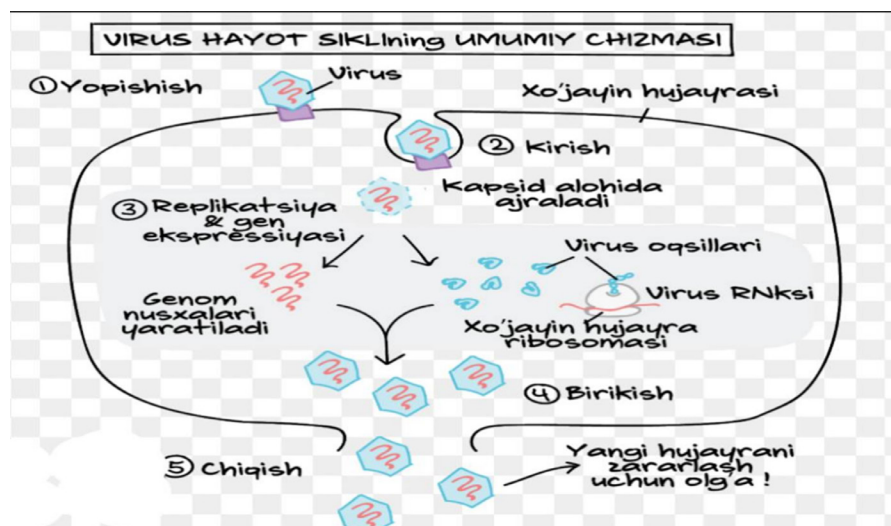 VIRUS HAYOT SIKLIning UMUMIY CHIZMASI
① Yopishish
Virus
Xo'jayin hujayrasi
② Kirish
Kapsid alohida
ajraladi
③ Replikatsiya
& gen
ekspressiyasi
Virus oqsillari
Genom
nusxalari
yaratiladi
Virus RNKsi
Xo'jayin hujayra
ribosomasi
④ Birikish
⑤ Chiqish
Yangi hujayrani
zararlash
uchun olg'a !